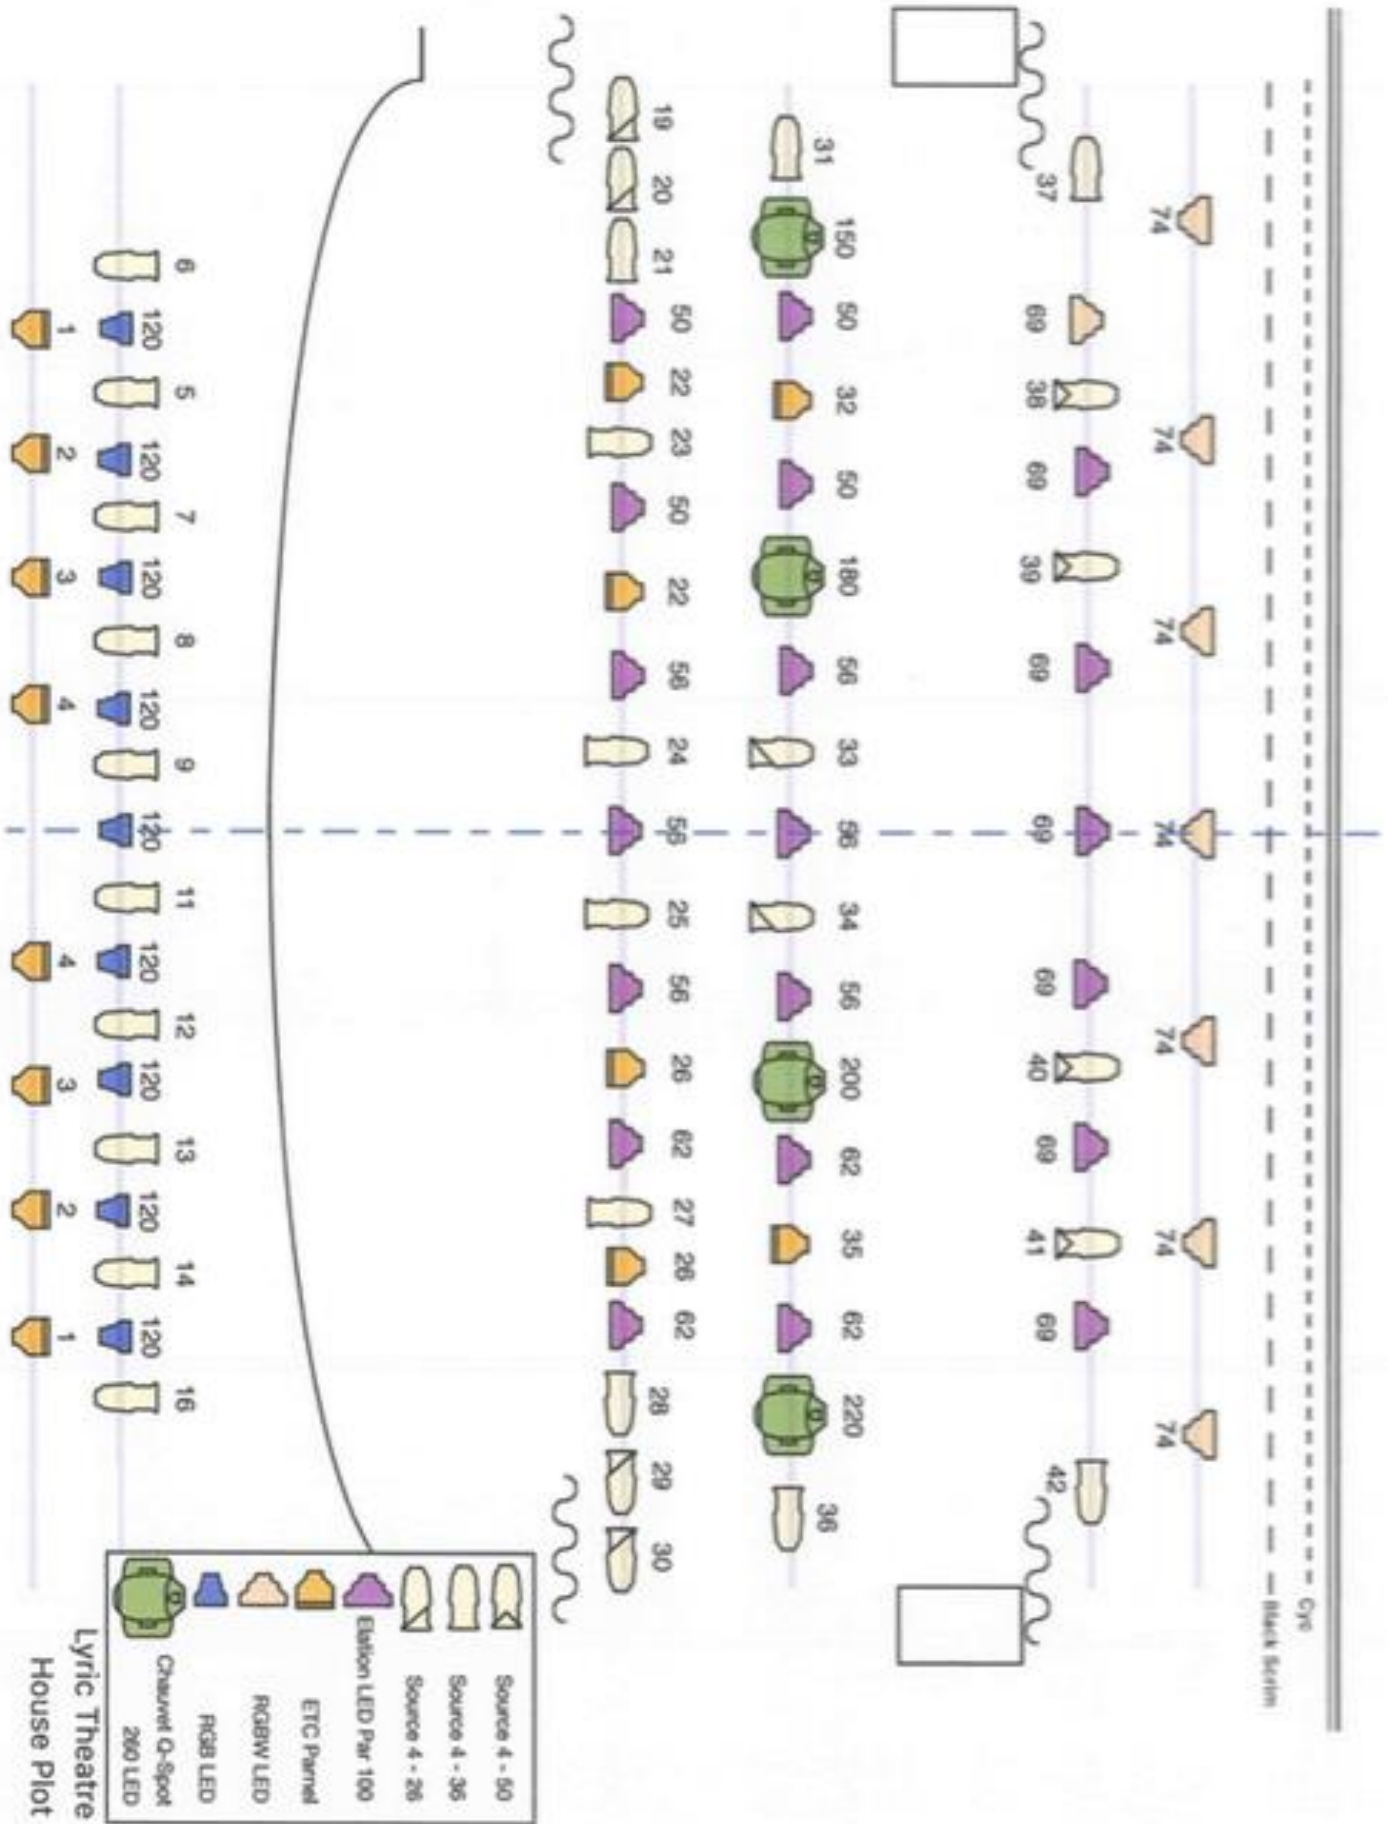 Cyc
Black Scrim
74 74 74 74 74 74 74
37 69 38 69 39 69 69 69 40 69 41 69 42
31 150 50 32 50 180 56 33 56 34 56 200 62 35 62 220 36
19 20 21 50 22 23 50 22 56 24 56 25 56 26 62 27 26 62 28 29 30
6 120 5 120 7 120 8 120 9 120 11 120 12 120 13 120 14 120 16
1 2 3 4 4 3 2 1
Source 4 - 50
Source 4 - 36
Source 4 - 26
Elation LED Par 100
ETC Parnel
RGBW LED
RGB LED
Chauvet Q-Spot
260 LED
Lyric Theatre
House Plot